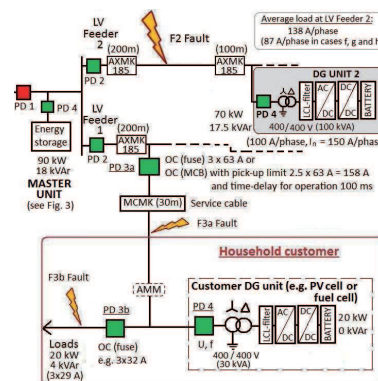 LV
Feeder
2
(200m)
AXMK
185
PD 2
F2 Fault
(100m)
AXMK
185
Average load at LV Feeder 2:
138 A/phase
(87 A/phase in cases f, g and h
DG UNIT 2
PD 4
LCL-filter
AC
DC
DC
DC
BATTERY
400/400 V (100 kVA)
70 kW
17.5 kVAr
(100 A/phase, In = 150 A/phase)
PD 1
PD 4
Energy
storage
90 kW
18 kVAr
MASTER
UNIT
(see Fig. 3)
LV
Feeder
1
(200m)
AXMK
185
PD 2
PD 3a
OC (fuse) 3 x 63 A or
OC (MCB) with pick-up limit 2.5 x 63 A = 158 A
and time-delay for operation 100 ms
MCMK (30m)
Service cable
F3a Fault
Household customer
F3b Fault
AMM
Customer DG unit (e.g. PV cell or
fuel cell)
PD 3b
PD 4
LCL-filter
AC
DC
DC
DC
BATTERY
20 kW
0 kVAr
U, f
400/400 V
(30 kVA)
Loads
20 kW
4 kVAr
(3x29 A)
OC (fuse)
e.g. 3x32 A